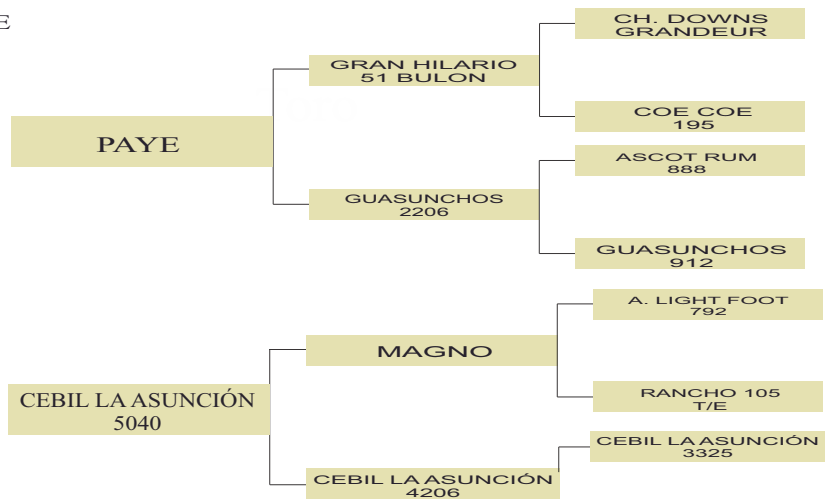 E
CH. DOWNS
GRANDEUR
GRAN HILARIO
51 BULON
COE COE
195
PAYE
ASCOT RUM
888
GUASUNCHOS
2206
GUASUNCHOS
912
A. LIGHT FOOT
792
MAGNO
RANCHO 105
T/E
CEBIL LA ASUNCIÓN
5040
CEBIL LA ASUNCIÓN
3325
CEBIL LA ASUNCIÓN
4206